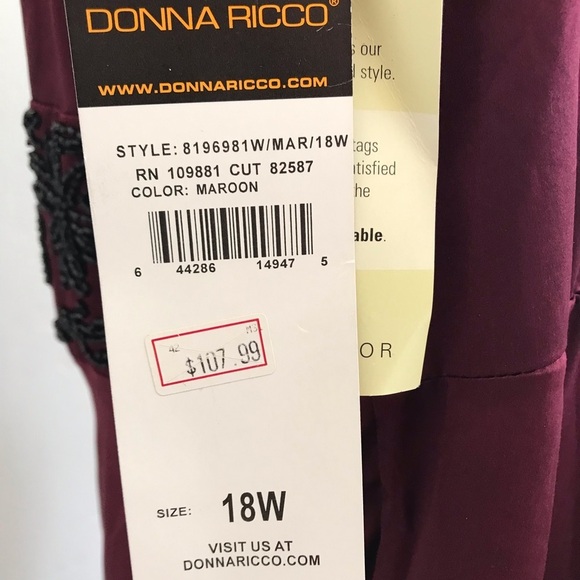 DONNA RICCO®
WWW.DONNARICCO.COM
STYLE: 8196981W/MAR/18W
RN 109881 CUT 82587
COLOR: MAROON
6 44286 14947 5
42
$107.99
SIZE: 18W
VISIT US AT
DONNARICCO.COM
our
style.
tags
the
able.
OR